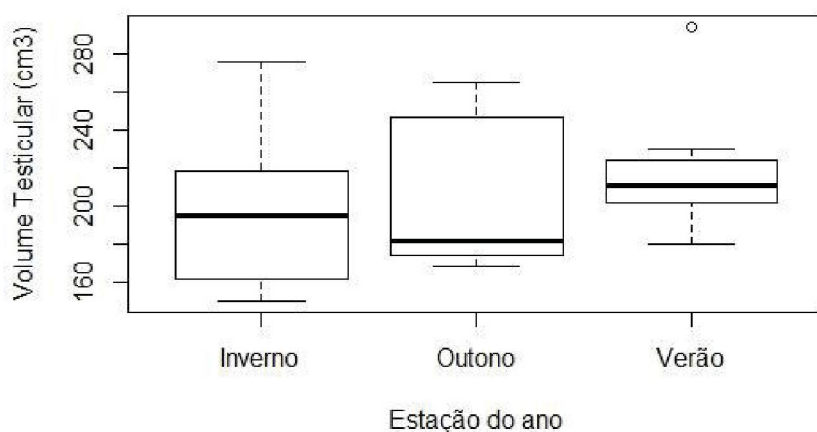 Volume Testicular (cm3)
280
240
200
160
Inverno
Outono
Verão
Estação do ano